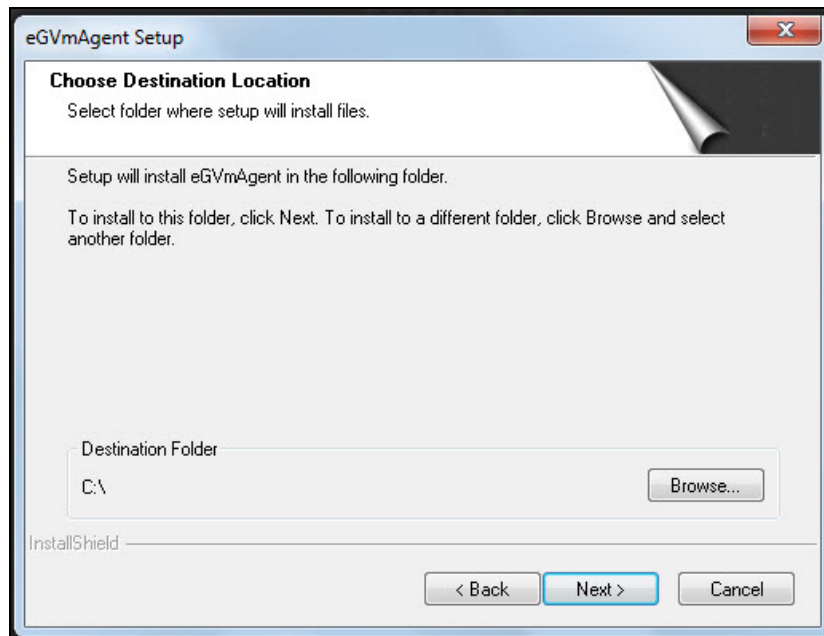 eGVmAgent Setup
Choose Destination Location
Select folder where setup will install files.
Setup will install eGVmAgent in the following folder.
To install to this folder, click Next. To install to a different folder, click Browse and select
another folder.
Destination Folder
C:\
Browse...
InstallShield
< Back
Next >
Cancel